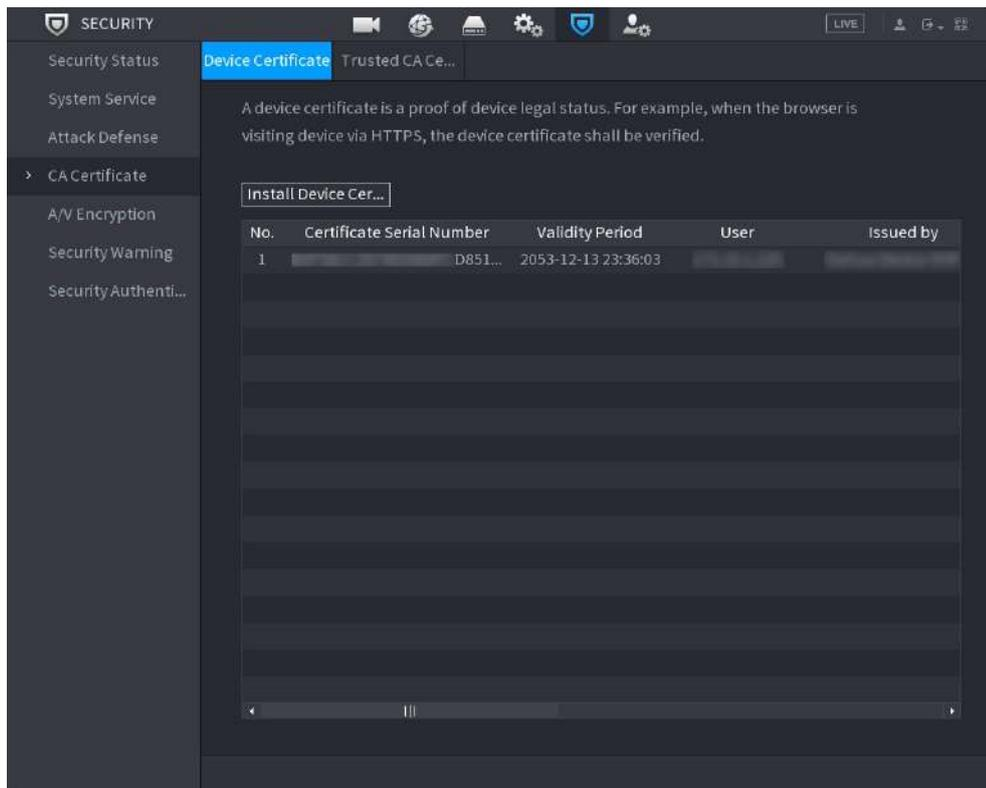 SECURITY
LIVE
Security Status
System Service
Attack Defense
CA Certificate
A/V Encryption
Security Warning
Security Authenti...
Device Certificate Trusted CA Ce...
A device certificate is a proof of device legal status. For example, when the browser is
visiting device via HTTPS, the device certificate shall be verified.
Install Device Cer...
No. Certificate Serial Number Validity Period User Issued by
1 D851... 2053-12-13 23:36:03